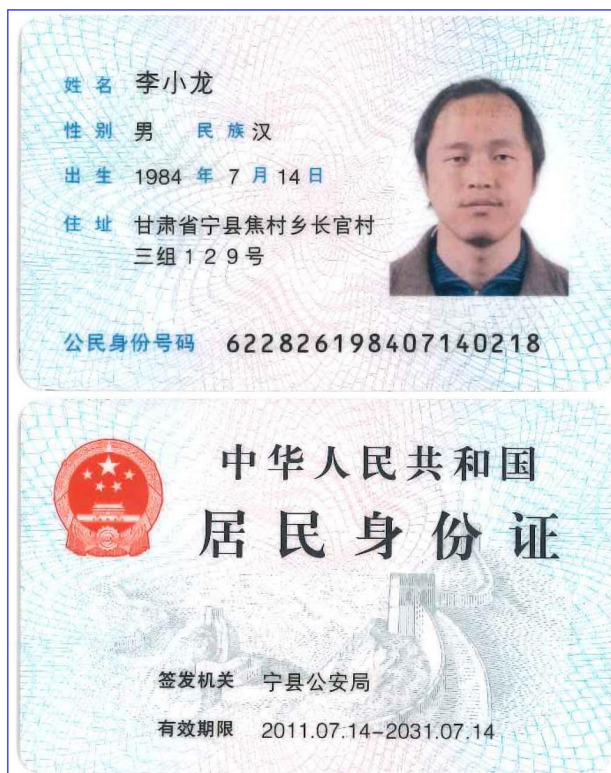 姓名 李小龙
性别 男 民族 汉
出生 1984 年 7 月 14 日
住址 甘肃省宁县焦村乡长官村
三组129号
公民身份号码 622826198407140218
中华人民共和国
居民身份证
签发机关 宁县公安局
有效期限 2011.07.14-2031.07.14